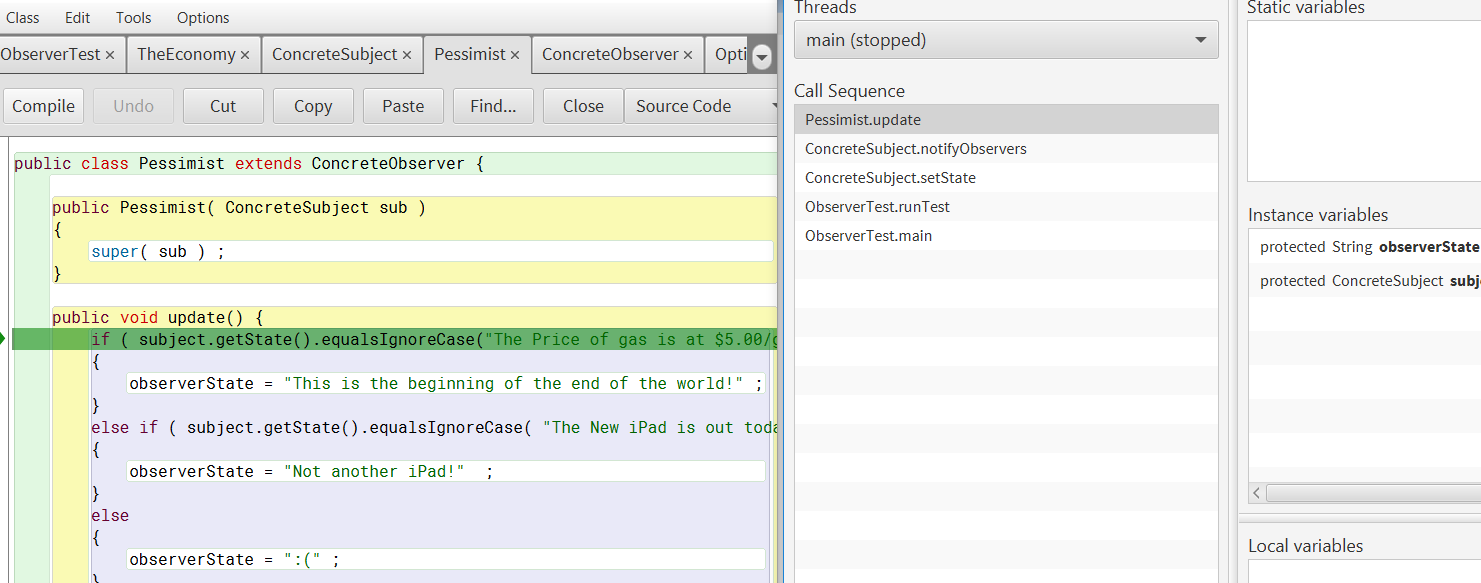 Class Edit Tools Options
ObserverTest × TheEconomy × ConcreteSubject × Pessimist × ConcreteObserver × Opti
Compile Undo Cut Copy Paste Find... Close Source Code
public class Pessimist extends ConcreteObserver {
public Pessimist( ConcreteSubject sub )
{
super( sub ) ;
}
public void update() {
if ( subject.getState().equalsIgnoreCase("The Price of gas is at $5.00/g
{
observerState = "This is the beginning of the end of the world!" ;
}
else if ( subject.getState().equalsIgnoreCase( "The New iPad is out toda
{
observerState = "Not another iPad!"  ;
}
else
{
observerState = ":(" ;
}
Threads
main (stopped)
Call Sequence
Pessimist.update
ConcreteSubject.notifyObservers
ConcreteSubject.setState
ObserverTest.runTest
ObserverTest.main
Static variables
Instance variables
protected String observerState
protected ConcreteSubject subj
Local variables